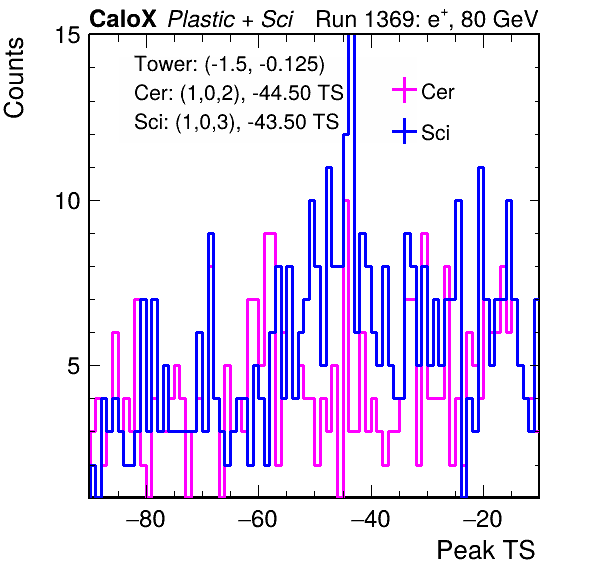 CaloX Plastic + Sci Run 1369: e⁺, 80 GeV
Counts
15
Tower: (-1.5, -0.125)
Cer: (1,0,2), -44.50 TS
Sci: (1,0,3), -43.50 TS
Cer
Sci
10
5
−80 −60 −40 −20
Peak TS